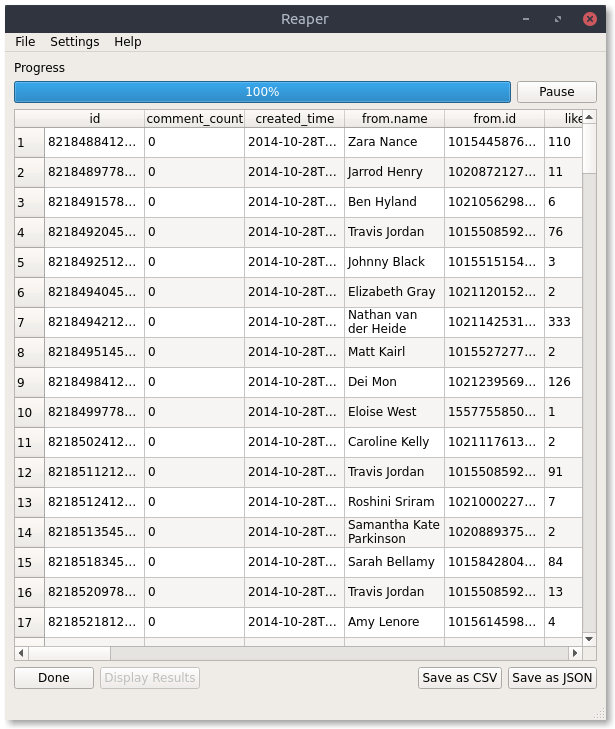 Reaper
File Settings Help
Progress
100% Pause
id comment_count created_time from.name from.id like
1 8218488412... 0 2014-10-28T... Zara Nance 1015445876... 110
2 8218489778... 0 2014-10-28T... Jarrod Henry 1020872127... 11
3 8218491578... 0 2014-10-28T... Ben Hyland 1021056298... 6
4 8218492045... 0 2014-10-28T... Travis Jordan 1015508592... 76
5 8218492512... 0 2014-10-28T... Johnny Black 1015515154... 3
6 8218494045... 0 2014-10-28T... Elizabeth Gray 1021120152... 2
7 8218494212... 0 2014-10-28T... Nathan van der Heide 1021142531... 333
8 8218495145... 0 2014-10-28T... Matt Kairl 1015527277... 2
9 8218498412... 0 2014-10-28T... Dei Mon 1021239569... 126
10 8218499778... 0 2014-10-28T... Eloise West 1557755850... 1
11 8218502412... 0 2014-10-28T... Caroline Kelly 1021117613... 2
12 8218511212... 0 2014-10-28T... Travis Jordan 1015508592... 91
13 8218512412... 0 2014-10-28T... Roshini Sriram 1021000227... 7
14 8218513545... 0 2014-10-28T... Samantha Kate Parkinson 1020889375... 2
15 8218518345... 0 2014-10-28T... Sarah Bellamy 1015842804... 84
16 8218520978... 0 2014-10-28T... Travis Jordan 1015508592... 13
17 8218521812... 0 2014-10-28T... Amy Lenore 1015614598... 4
Done Display Results Save as CSV Save as JSON